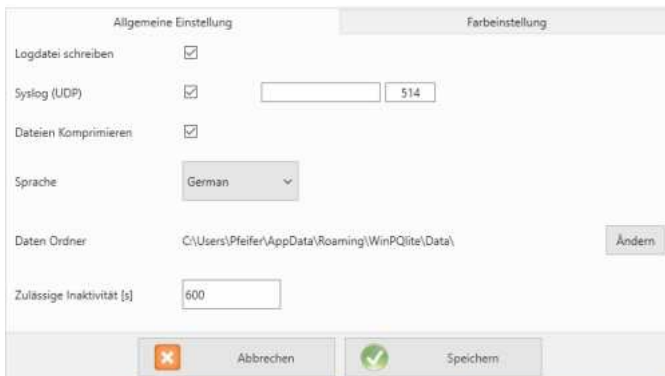 Allgemeine Einstellung Farbeinstellung
Logdatei schreiben
Syslog (UDP) 514
Dateien Komprimieren
Sprache German
Daten Ordner C:\Users\Pfeifer\AppData\Roaming\WinPQlite\Data\ Ändern
Zulässige Inaktivität [s] 600
Abbrechen Speichern